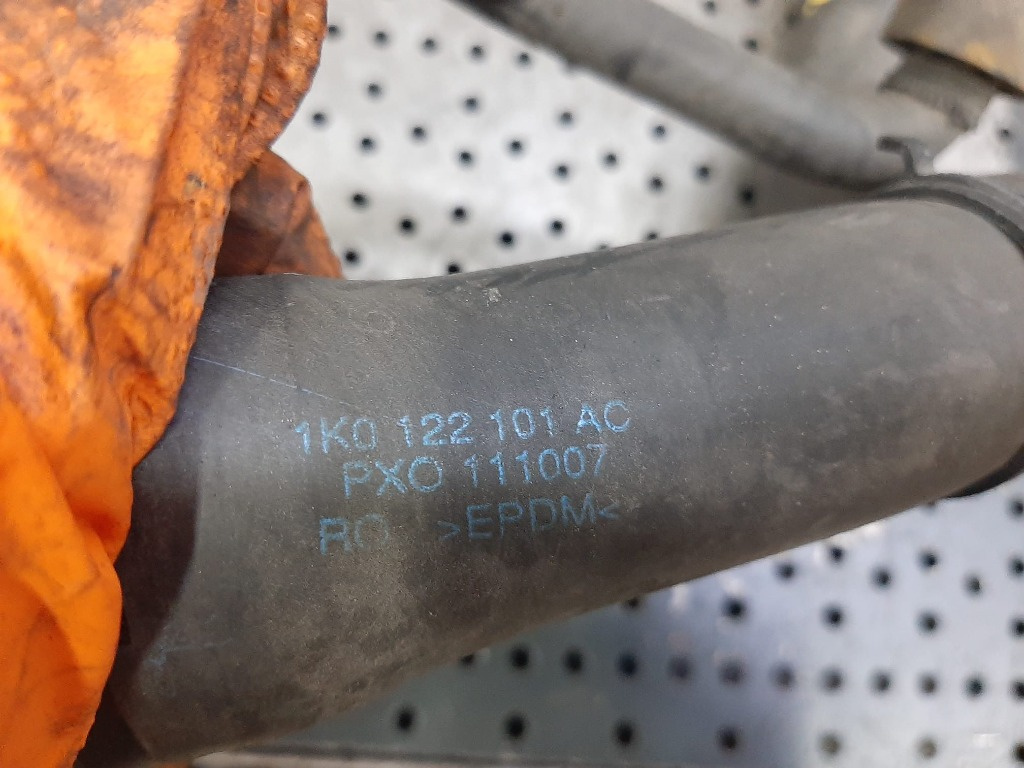 1K0 122 101 AC
PXO 111007
RO >EPDM<